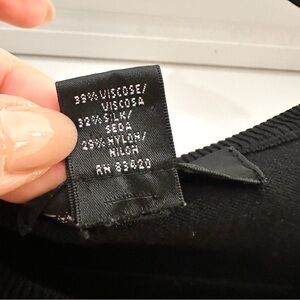 39% VISCOSE/
VISCOSA
32% SILK/
SEDA
29% NYLON/
NILON
RN 83420